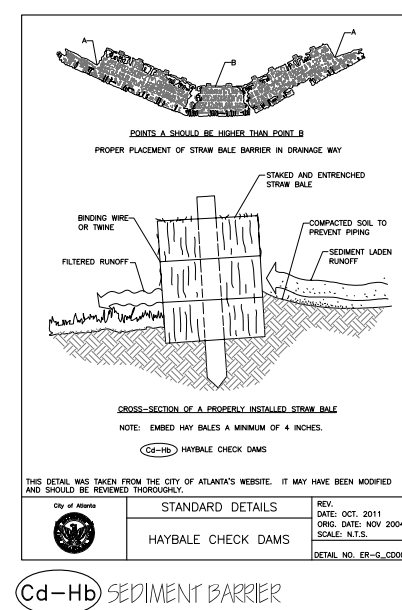 A
A
B
POINTS A SHOULD BE HIGHER THAN POINT B
PROPER PLACEMENT OF STRAW BALE BARRIER IN DRAINAGE WAY
STAKED AND ENTRENCHED
STRAW BALE
BINDING WIRE
OR TWINE
COMPACTED SOIL TO
PREVENT PIPING
FILTERED RUNOFF
SEDIMENT LADEN
RUNOFF
CROSS-SECTION OF A PROPERLY INSTALLED STRAW BALE
NOTE: EMBED HAY BALES A MINIMUM OF 4 INCHES.
Cd-Hb HAYBALE CHECK DAMS
THIS DETAIL WAS TAKEN FROM THE CITY OF ATLANTA'S WEBSITE. IT MAY HAVE BEEN MODIFIED
AND SHOULD BE REVIEWED THOROUGHLY.
City of Atlanta
STANDARD DETAILS
HAYBALE CHECK DAMS
REV.
DATE: OCT. 2011
ORIG. DATE: NOV 2004
SCALE: N.T.S.
DETAIL NO.
Cd-Hb SEDIMENT BARRIER